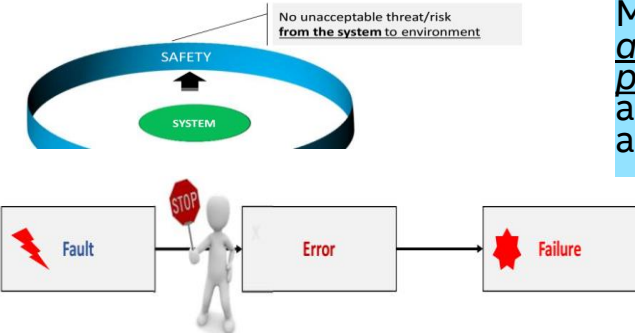 No unacceptable threat/risk
from the system to environment
SAFETY
SYSTEM
M
a
p
a
a
STOP
Fault
Error
Failure